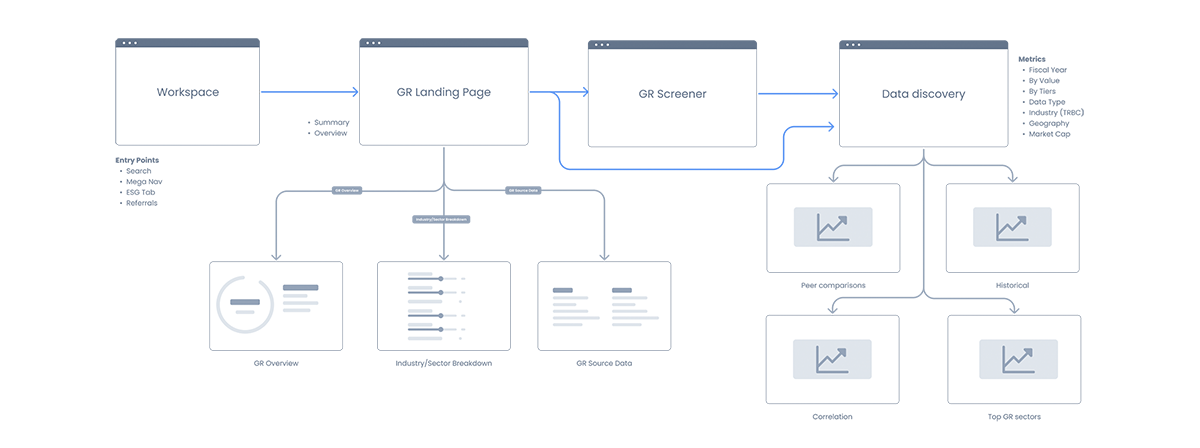 Workspace
GR Landing Page
GR Screener
Data discovery
Metrics
• Fiscal Year
• By Value
• By Tiers
• Data Type
• Industry (TRBC)
• Geography
• Market Cap
• Summary
• Overview
Entry Points
• Search
• Mega Nav
• ESG Tab
• Referrals
GR Overview
GR Source Data
Industry/Sector Breakdown
Peer comparisons
Historical
GR Overview
Industry/Sector Breakdown
GR Source Data
Correlation
Top GR sectors